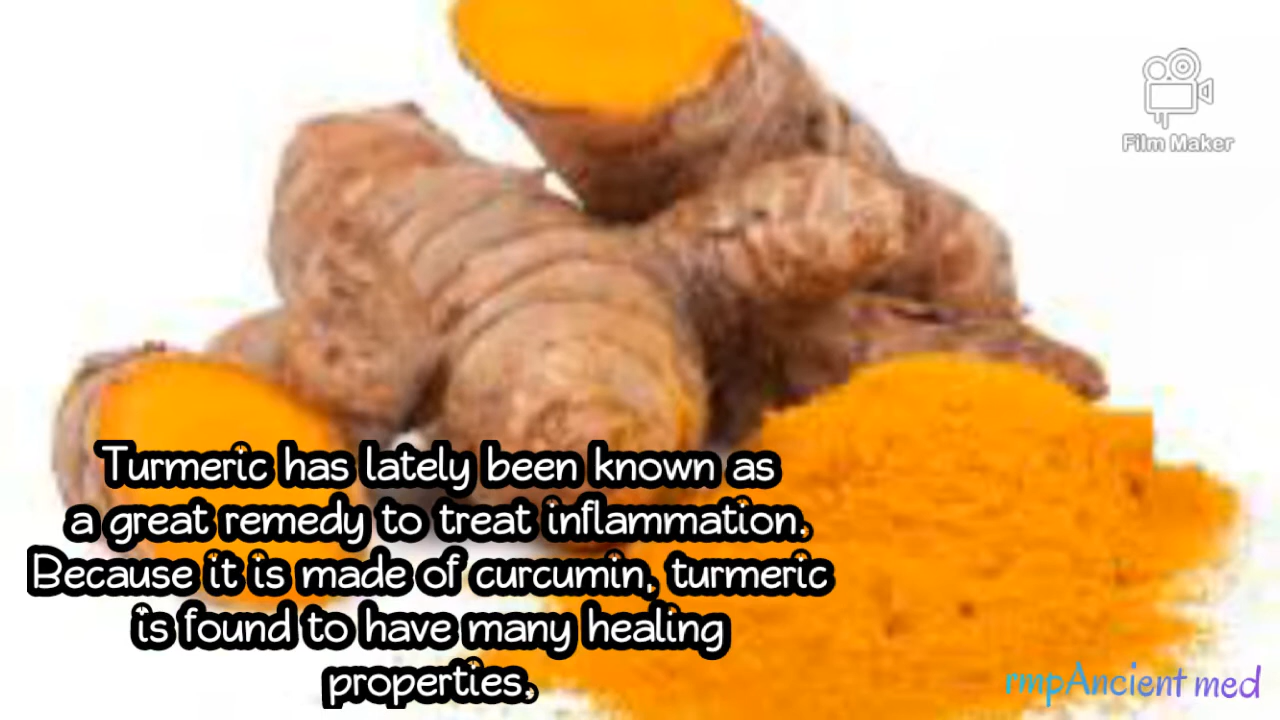 Film Maker
Turmeric has lately been known as
a great remedy to treat inflammation.
Because it is made of curcumin, turmeric
is found to have many healing
properties.
rmpAncient med